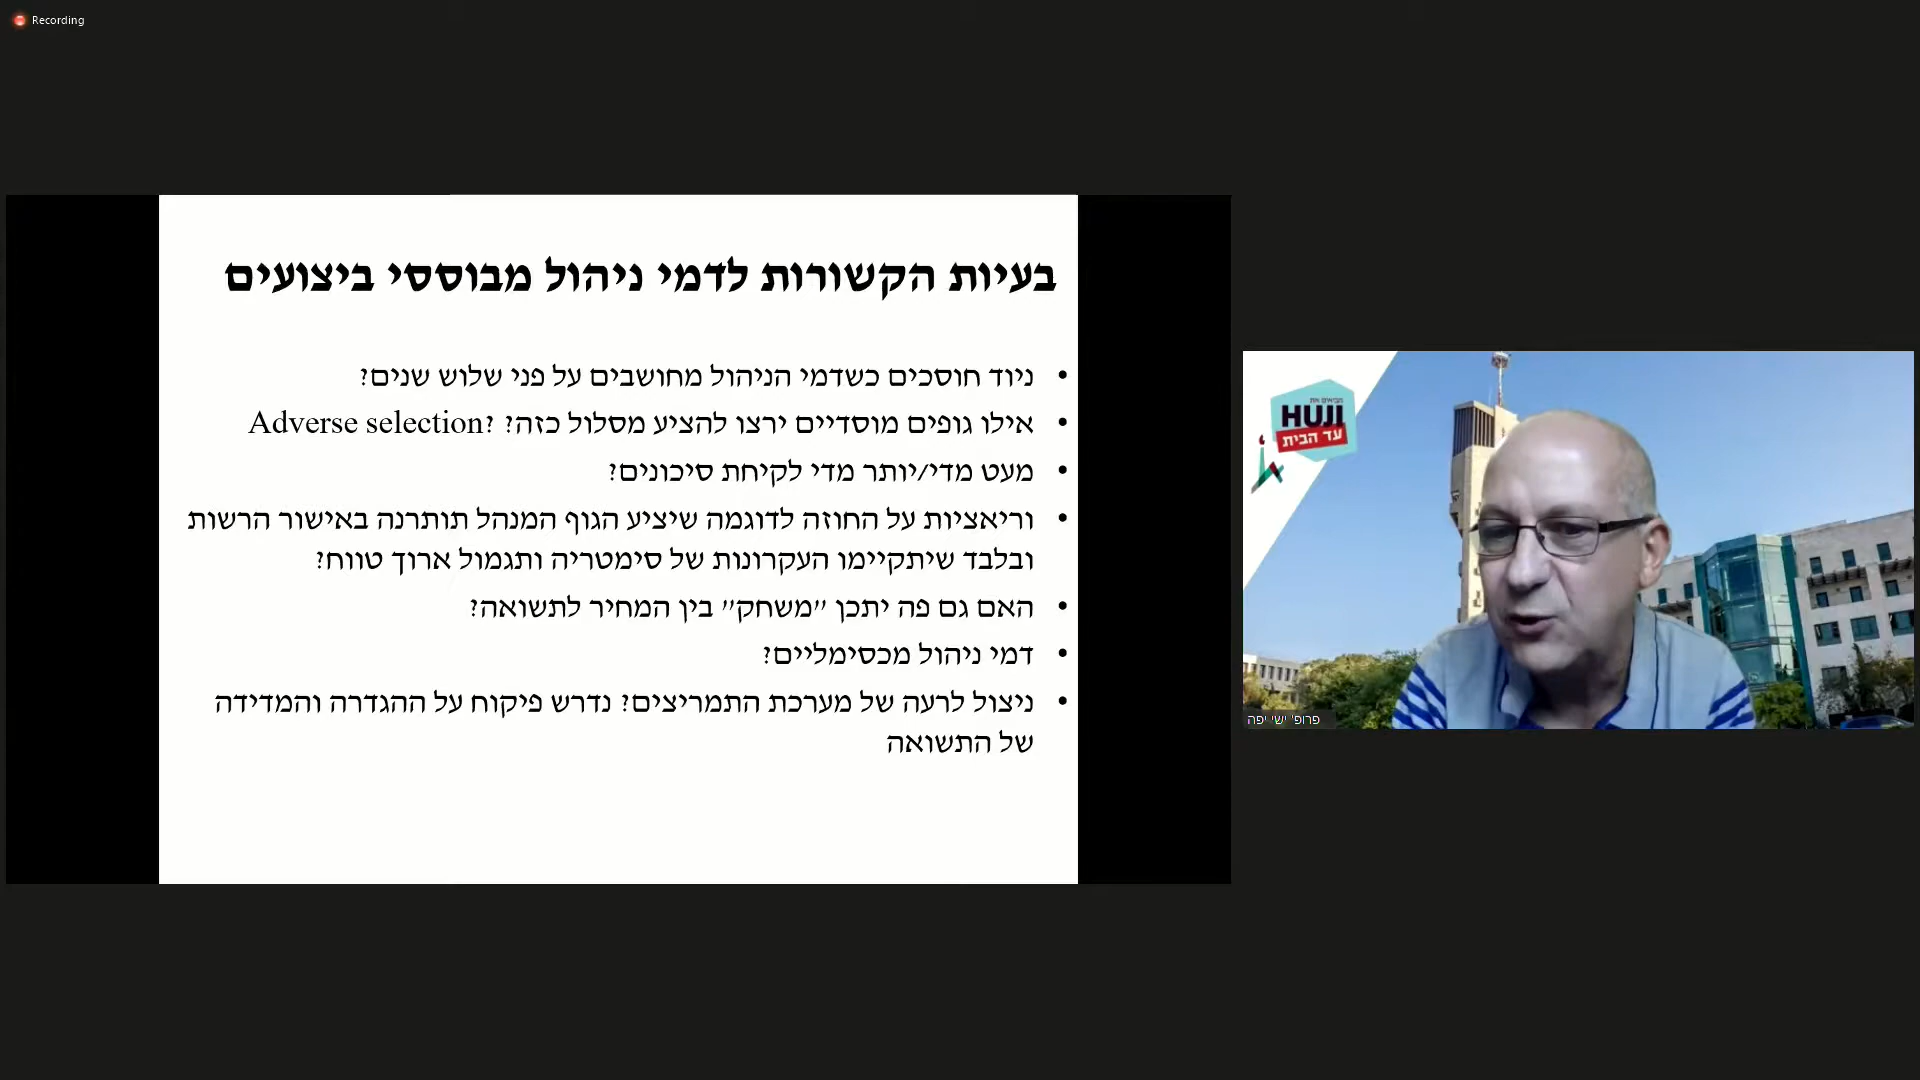 Recording
בעיות הקשורות לדמי ניהול מבוססי ביצועים
• ניוד חוסכים כשדמי הניהול מחושבים על פני שלוש שנים?
• אילו גופים מוסדיים ירצו להציע מסלול כזה? Adverse selection?
• מעט מדי/יותר מדי לקיחת סיכונים?
• וריאציות על החוזה לדוגמה שיציע הגוף המנהל תותרנה באישור הרשות
ובלבד שיתקיימו העקרונות של סימטריה ותגמול ארוך טווח?
• האם גם פה יתכן "משחק" בין המחיר לתשואה?
• דמי ניהול מכסימליים?
• ניצול לרעה של מערכת התמריצים? נדרש פיקוח על ההגדרה והמדידה
של התשואה
מביאים את
HUJI
עד הבית
פרופ' ישי יפה